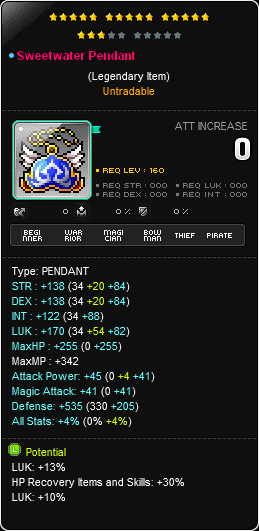 Sweetwater Pendant
(Legendary Item)
Untradable
ATT INCREASE
0
REQ LEV : 160
REQ STR : 000 REQ LUK : 000
REQ DEX : 000 REQ INT : 000
0 0% 0%
BEGINNER WARRIOR MAGICIAN BOWMAN THIEF PIRATE
Type: PENDANT
STR : +138 (34 +20 +84)
DEX : +138 (34 +20 +84)
INT : +122 (34 +88)
LUK : +170 (34 +54 +82)
MaxHP : +255 (0 +255)
MaxMP : +342
Attack Power: +45 (0 +4 +41)
Magic Attack: +41 (0 +41)
Defense: +535 (330 +205)
All Stats: +4% (0% +4%)
L Potential
LUK: +13%
HP Recovery Items and Skills: +30%
LUK: +10%